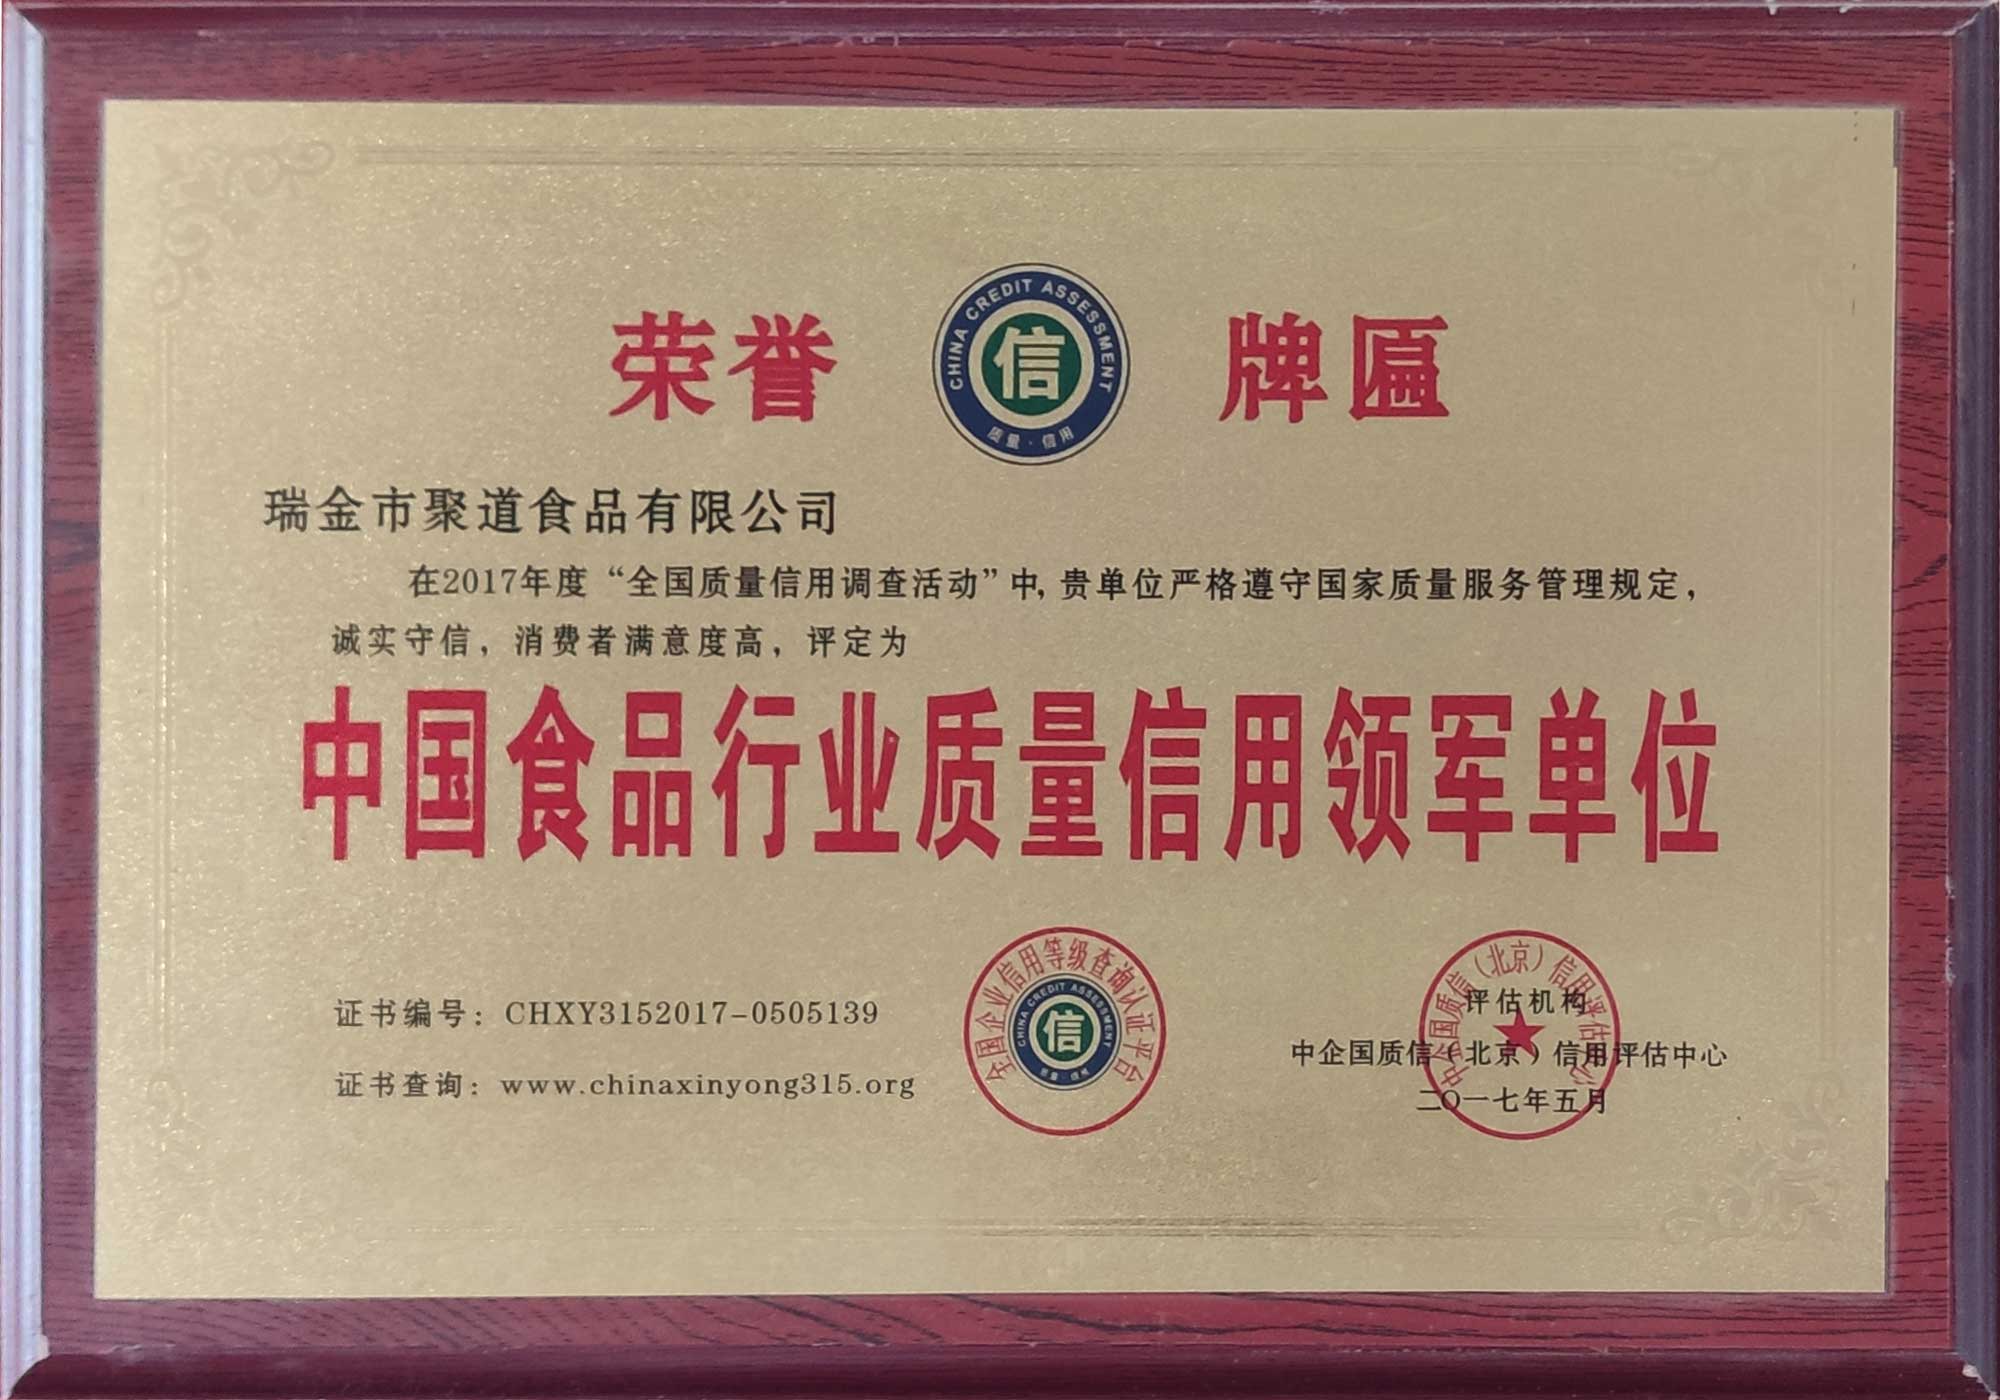 荣誉 牌匾
CHINA CREDIT ASSESSMENT
信
质量·信用
瑞金市聚道食品有限公司
在2017年度“全国质量信用调查活动”中,贵单位严格遵守国家质量服务管理规定,
诚实守信,消费者满意度高,评定为
中国食品行业质量信用领军单位
证书编号:CHXY3152017-0505139
证书查询:www.chinaxinyong315.org
全国企业信用等级查询认证平台
CHINA CREDIT ASSESSMENT
信
质量·信用
中企国质信(北京)信用评估中心
评估机构
中企国质信(北京)信用评估中心
二〇一七年五月